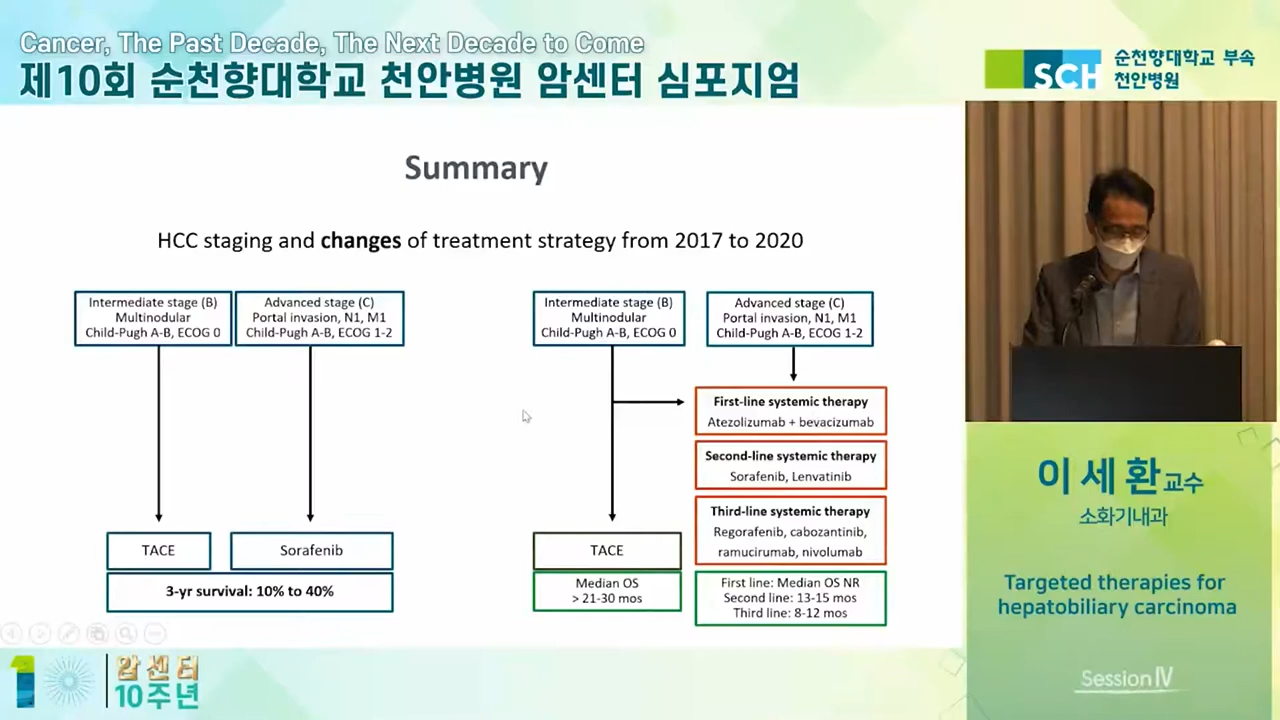 Cancer, The Past Decade, The Next Decade to Come
제10회 순천향대학교 천안병원 암센터 심포지엄
SCH
순천향대학교 부속
천안병원
Summary
HCC staging and changes of treatment strategy from 2017 to 2020
Intermediate stage (B)
Multinodular
Child-Pugh A-B, ECOG 0
Advanced stage (C)
Portal invasion, N1, M1
Child-Pugh A-B, ECOG 1-2
TACE
Sorafenib
3-yr survival: 10% to 40%
Intermediate stage (B)
Multinodular
Child-Pugh A-B, ECOG 0
Advanced stage (C)
Portal invasion, N1, M1
Child-Pugh A-B, ECOG 1-2
First-line systemic therapy
Atezolizumab + bevacizumab
Second-line systemic therapy
Sorafenib, Lenvatinib
Third-line systemic therapy
Regorafenib, cabozantinib,
ramucirumab, nivolumab
TACE
Median OS
> 21-30 mos
First line: Median OS NR
Second line: 13-15 mos
Third line: 8-12 mos
이세환교수
소화기내과
Targeted therapies for
hepatobiliary carcinoma
Session Ⅳ
암센터
10주년